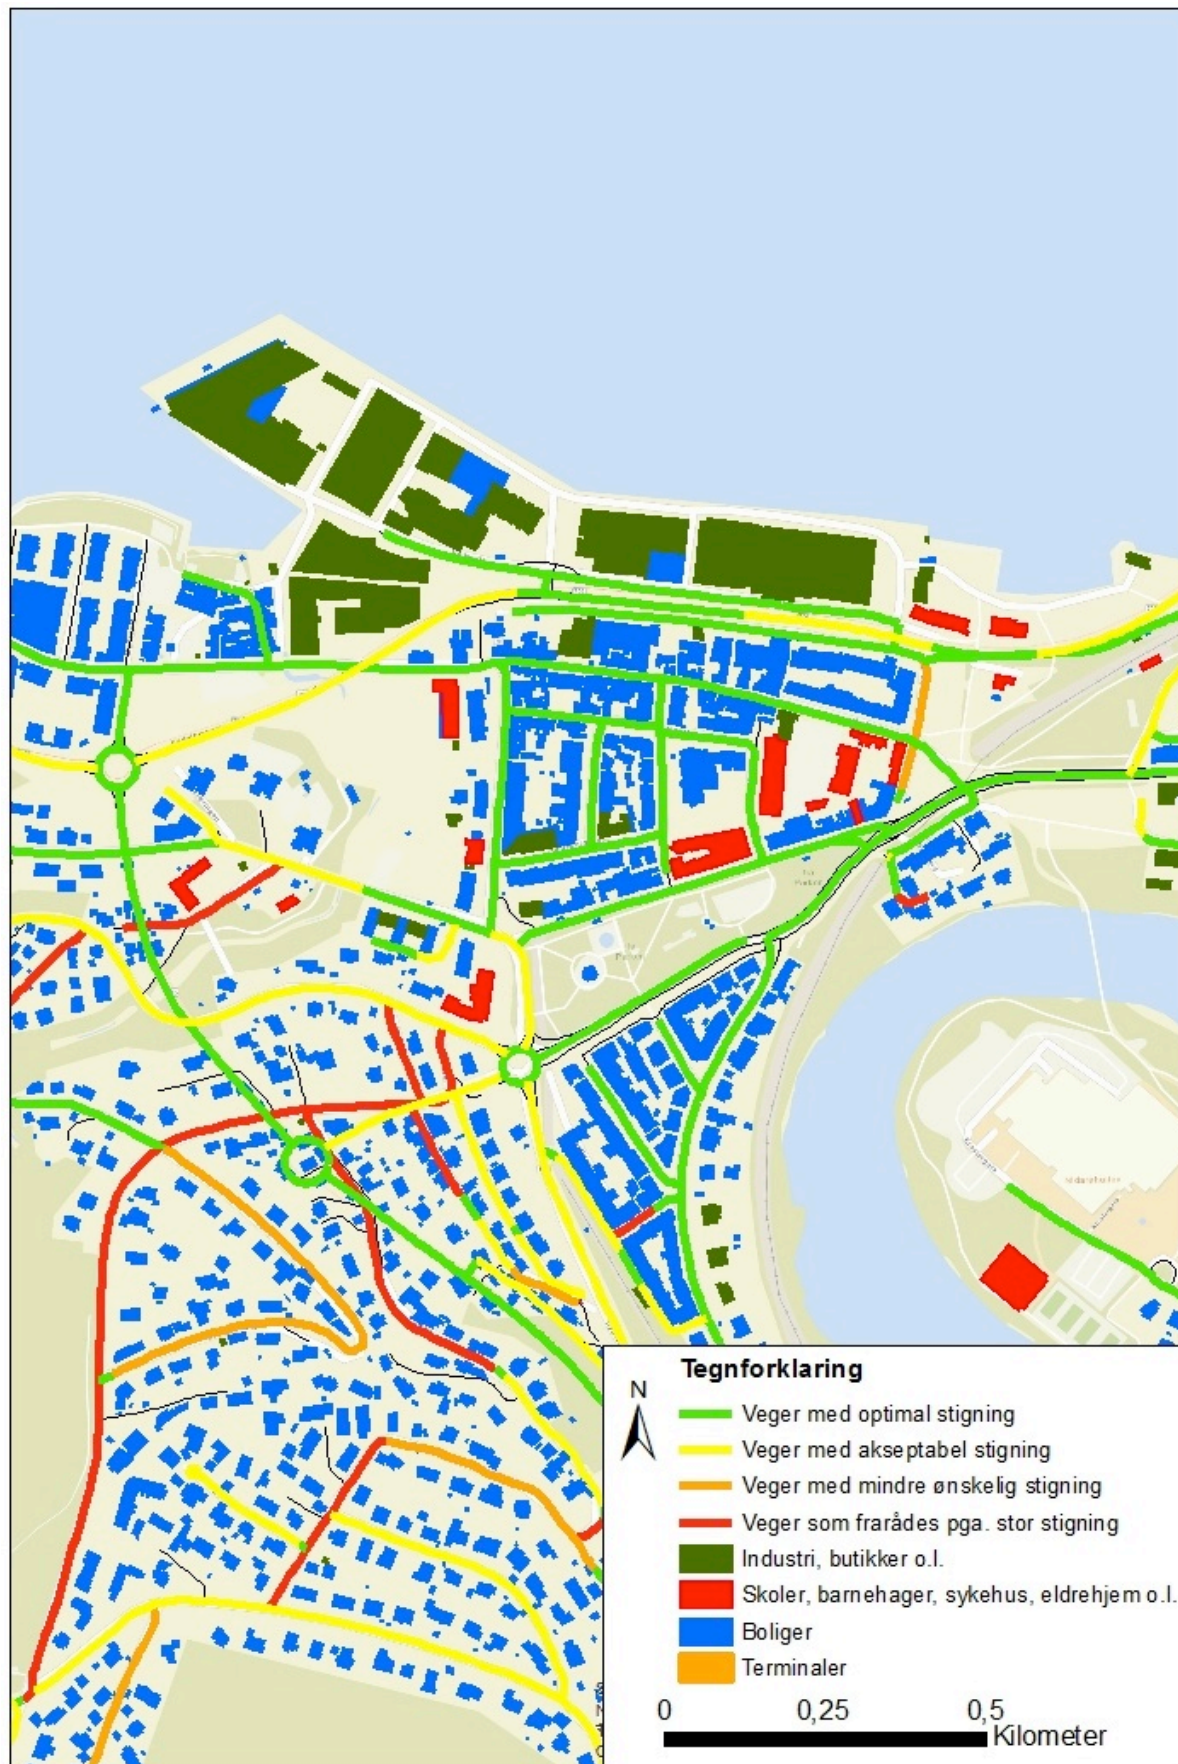 Tegnforklaring
N
Veger med optimal stigning
Veger med akseptabel stigning
Veger med mindre ønskelig stigning
Veger som frarådes pga. stor stigning
Industri, butikker o.l.
Skoler, barnehager, sykehus, eldrehjem o.l.
Boliger
Terminaler
0 0,25 0,5
Kilometer